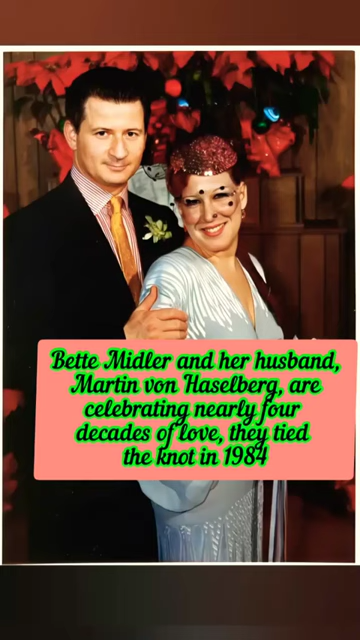 Bette Midler and her husband,
Martin von Haselberg, are
celebrating nearly four
decades of love, they tied
the knot in 1984